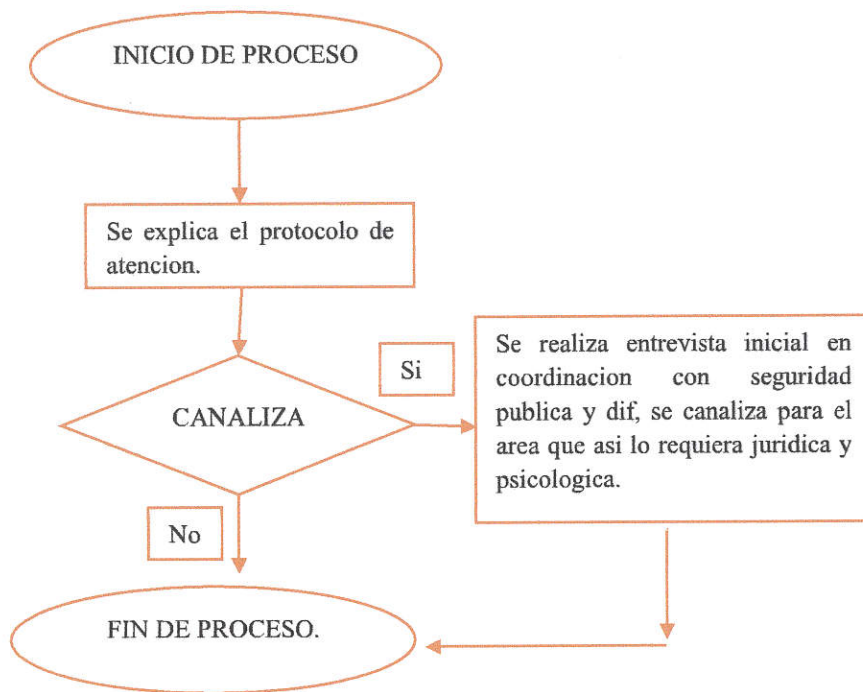 INICIO DE PROCESO
Se explica el protocolo de
atencion.
CANALIZA
Si
Se realiza entrevista inicial en
coordinacion con seguridad
publica y dif, se canaliza para el
area que asi lo requiera juridica y
psicologica.
No
FIN DE PROCESO.